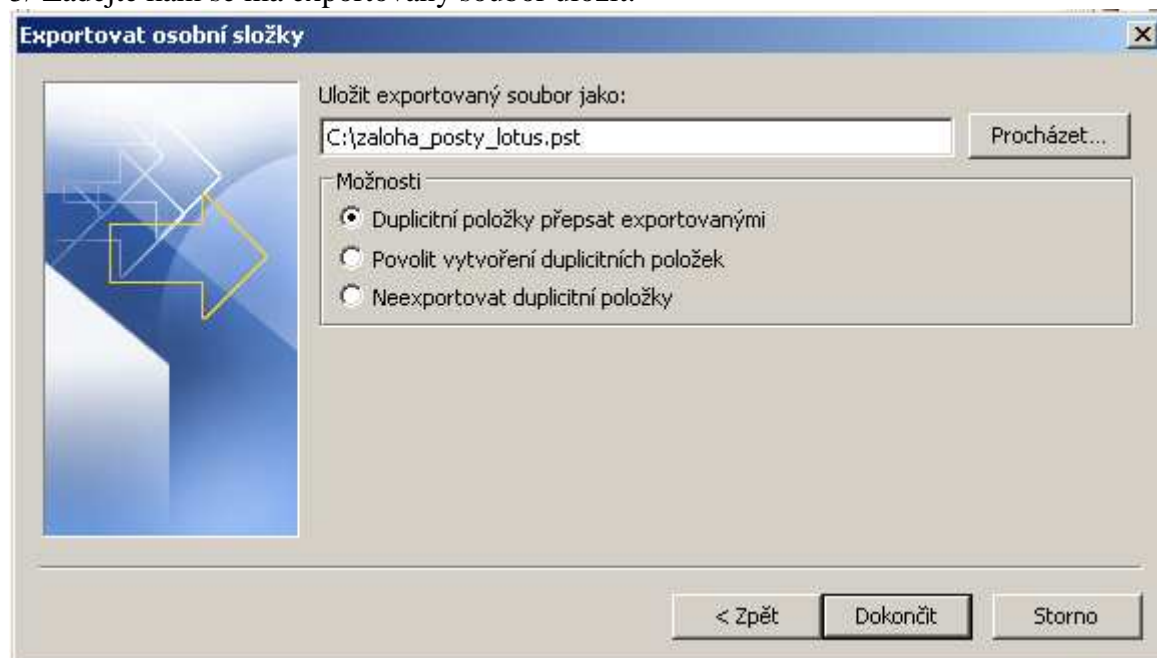 Exportovat osobní složky
Uložit exportovaný soubor jako:
C:\zaloha_posty_lotus.pst
Procházet...
Možnosti
Duplicitní položky přepsat exportovanými
Povolit vytvoření duplicitních položek
Neexportovat duplicitní položky
< Zpět
Dokončit
Storno